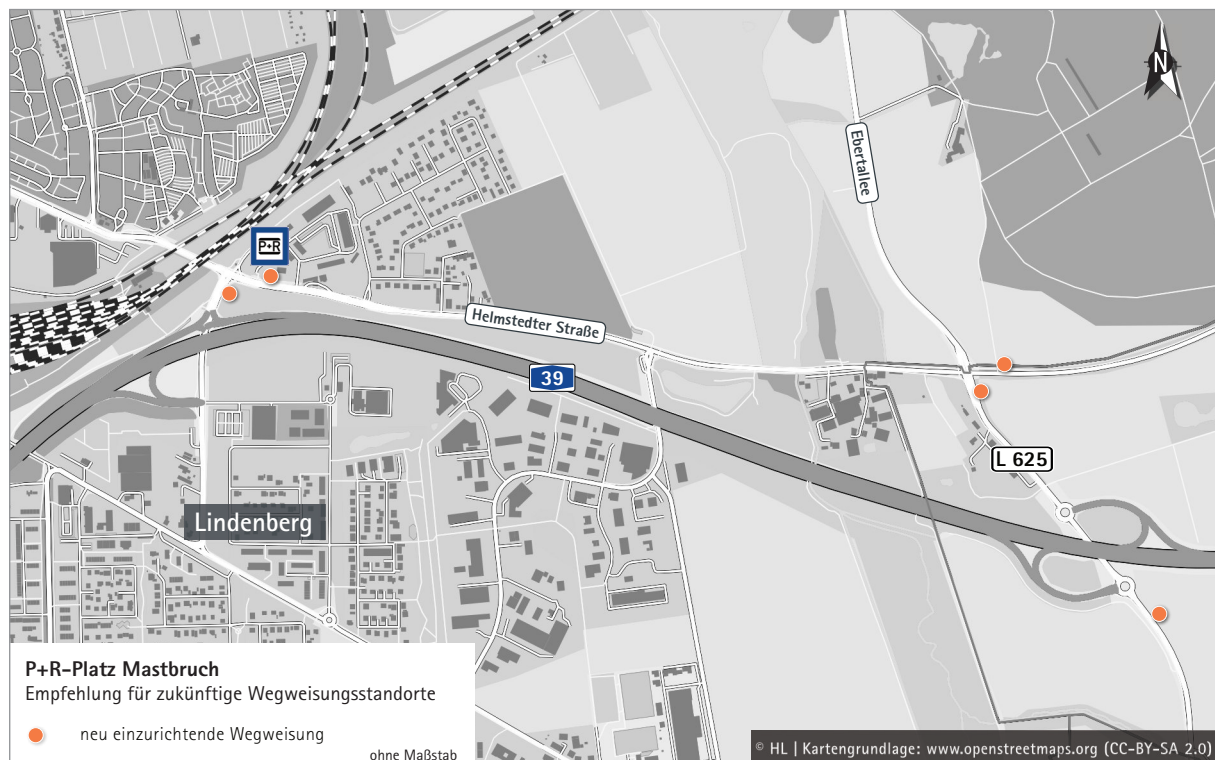 N
Ebertallee
P+R
Helmstedter Straße
39
L 625
Lindenberg
P+R-Platz Mastbruch
Empfehlung für zukünftige Wegweisungsstandorte
neu einzurichtende Wegweisung
ohne Maßstab
© HL | Kartengrundlage: www.openstreetmaps.org (CC-BY-SA 2.0)